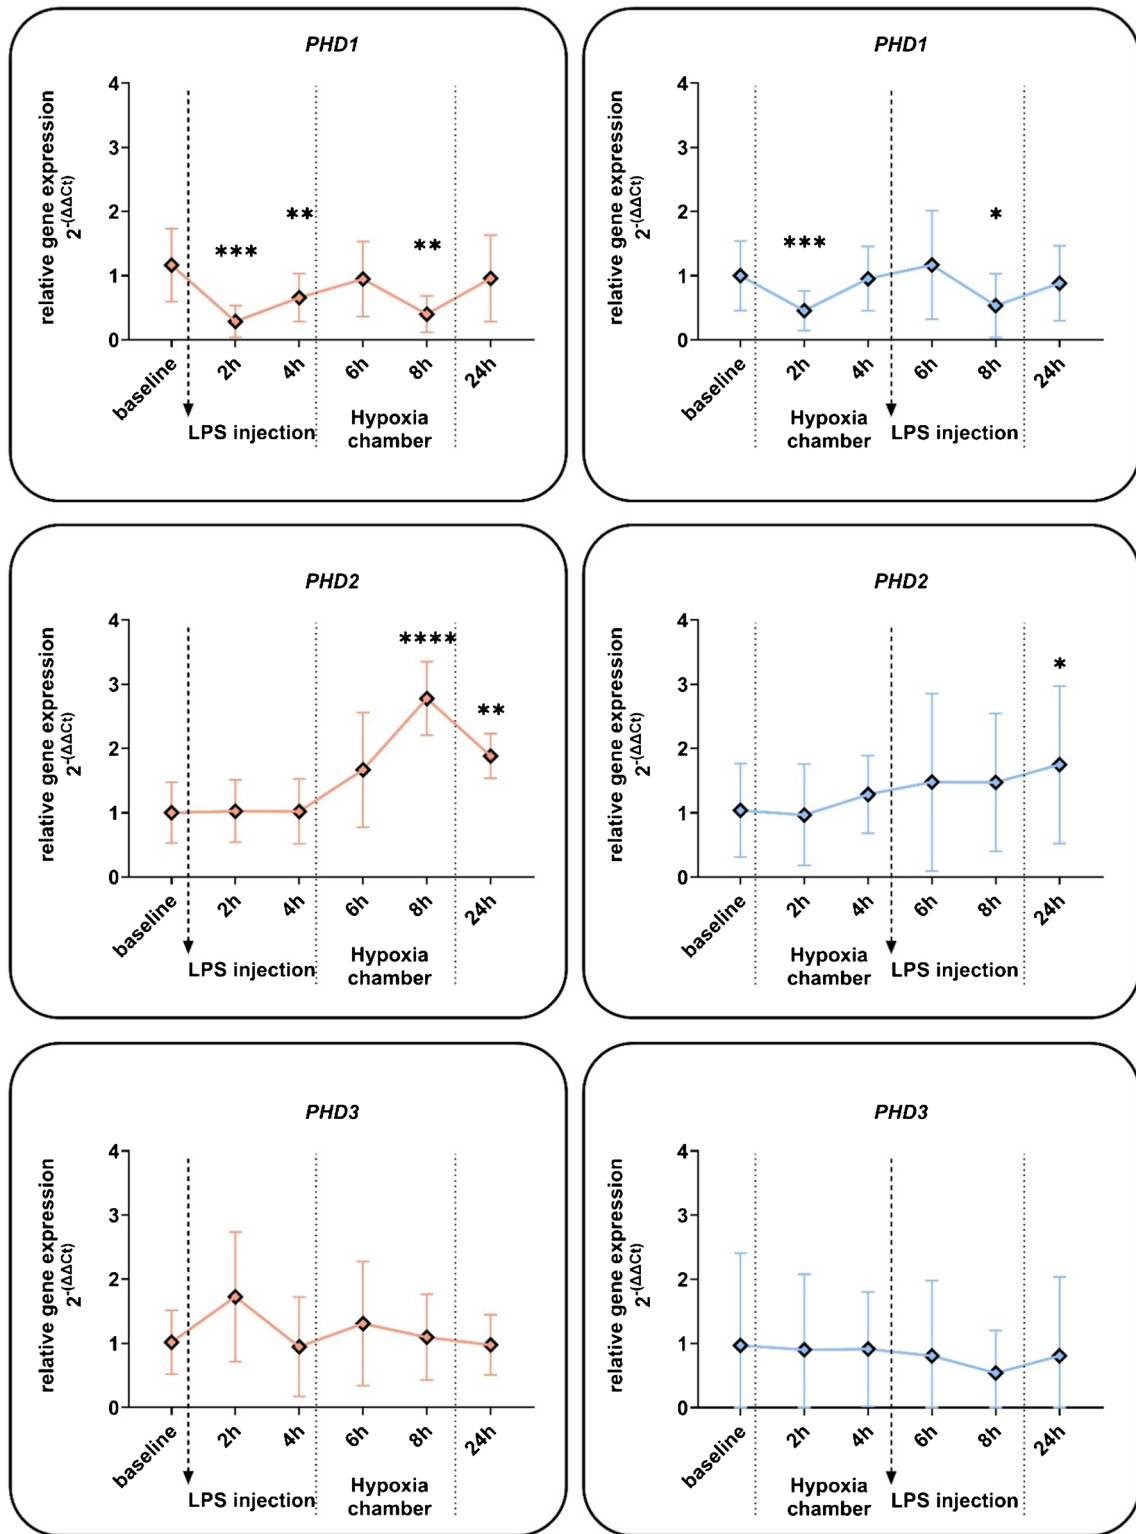 PHD1
relative gene expression
2-(ΔΔCt)
4
3
2
1
0
***
**
**
baseline
2h
4h
6h
8h
24h
LPS injection
Hypoxia
chamber
PHD1
relative gene expression
2-(ΔΔCt)
4
3
2
1
0
***
*
baseline
2h
4h
6h
8h
24h
Hypoxia
chamber
LPS injection
PHD2
relative gene expression
2-(ΔΔCt)
4
3
2
1
0
****
**
baseline
2h
4h
6h
8h
24h
LPS injection
Hypoxia
chamber
PHD2
relative gene expression
2-(ΔΔCt)
4
3
2
1
0
*
baseline
2h
4h
6h
8h
24h
Hypoxia
chamber
LPS injection
PHD3
relative gene expression
2-(ΔΔCt)
4
3
2
1
0
baseline
2h
4h
6h
8h
24h
LPS injection
Hypoxia
chamber
PHD3
relative gene expression
2-(ΔΔCt)
4
3
2
1
0
baseline
2h
4h
6h
8h
24h
Hypoxia
chamber
LPS injection